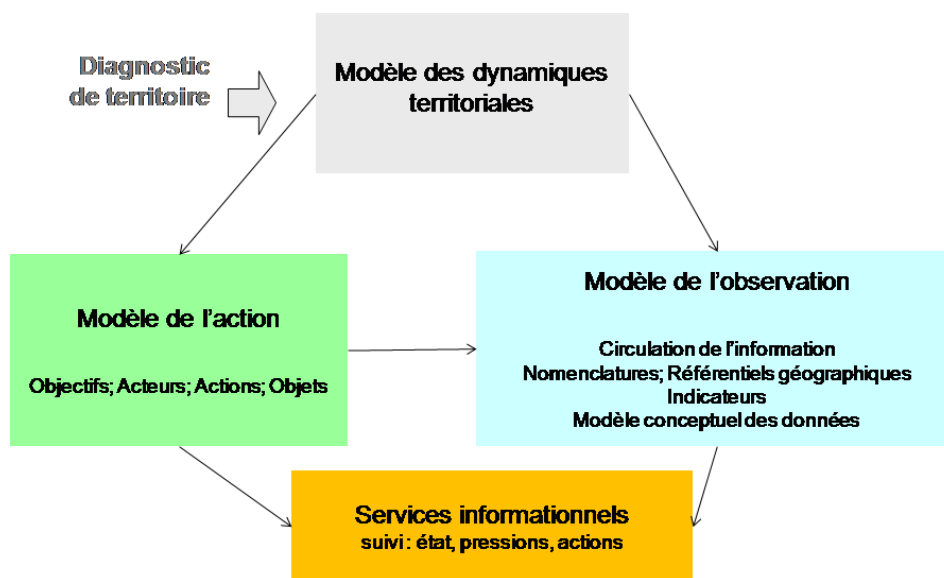 Diagnostic
de territoire
Modèle des dynamiques
territoriales
Modèle de l'action
Objectifs; Acteurs; Actions; Objets
Modèle de l'observation
Circulation de l'information
Nomenclatures; Référentiels géographiques
Indicateurs
Modèle conceptuel des données
Services informationnels
suivi : état, pressions, actions